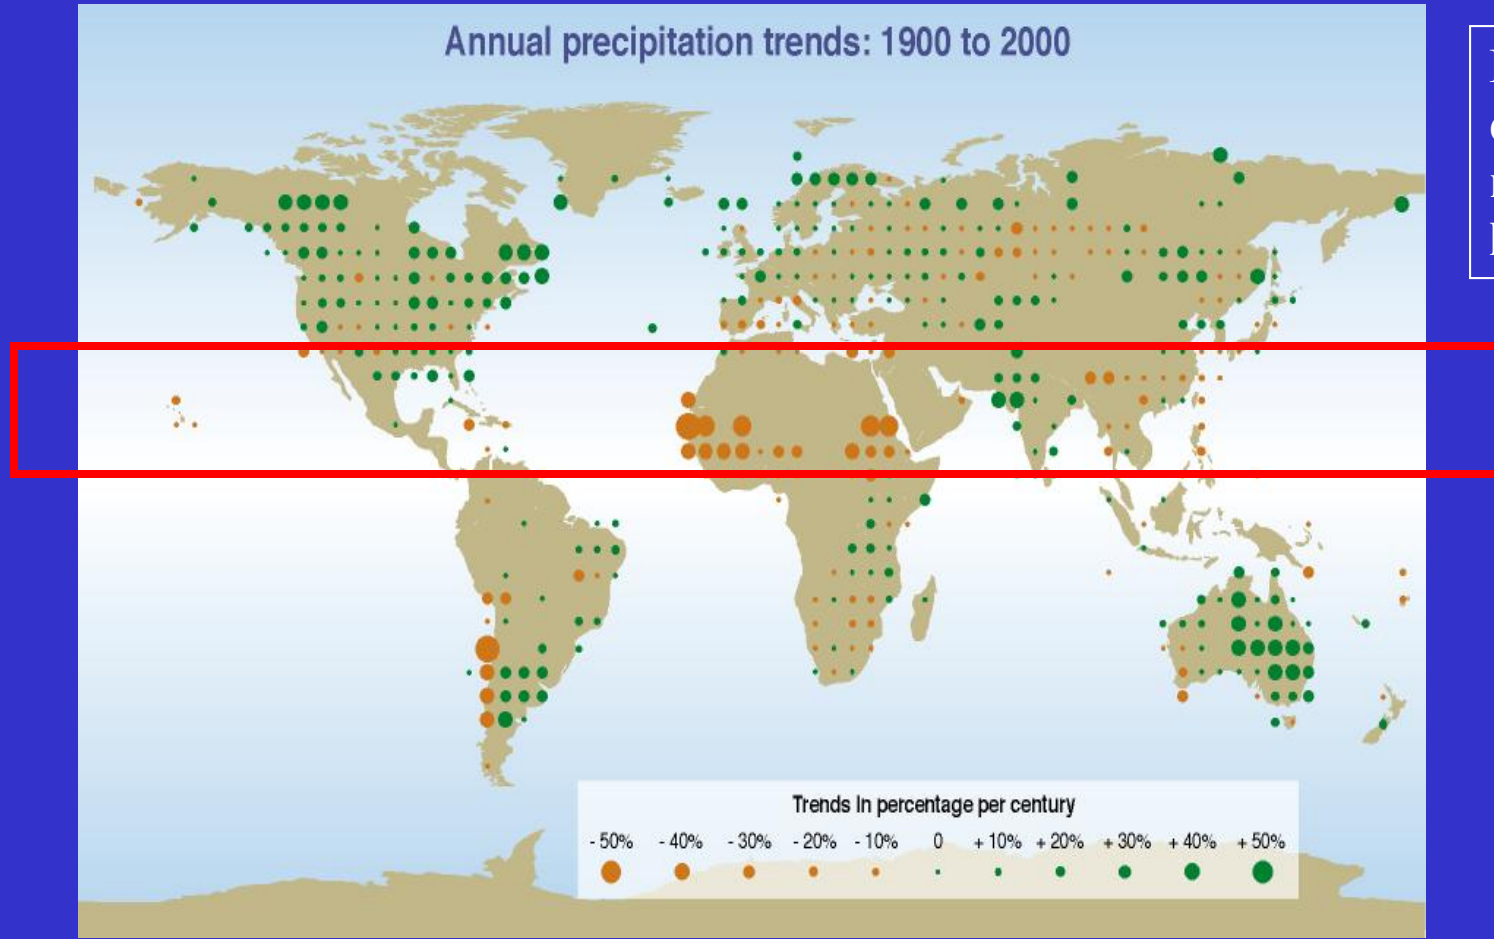 Annual precipitation trends: 1900 to 2000
Trends In percentage per century
- 50% - 40% - 30% - 20% - 10% 0 + 10% + 20% + 30% + 40% + 50%